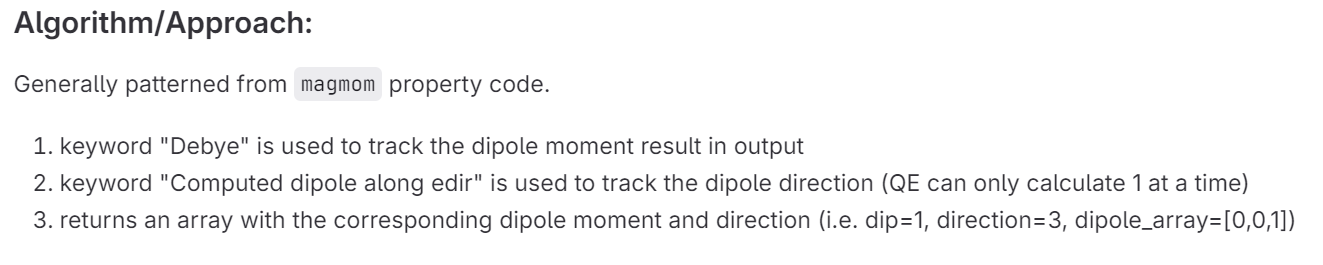 Algorithm/Approach:
Generally patterned from magmom property code.
1. keyword "Debye" is used to track the dipole moment result in output
2. keyword "Computed dipole along edir" is used to track the dipole direction (QE can only calculate 1 at a time)
3. returns an array with the corresponding dipole moment and direction (i.e. dip=1, direction=3, dipole_array=[0,0,1])